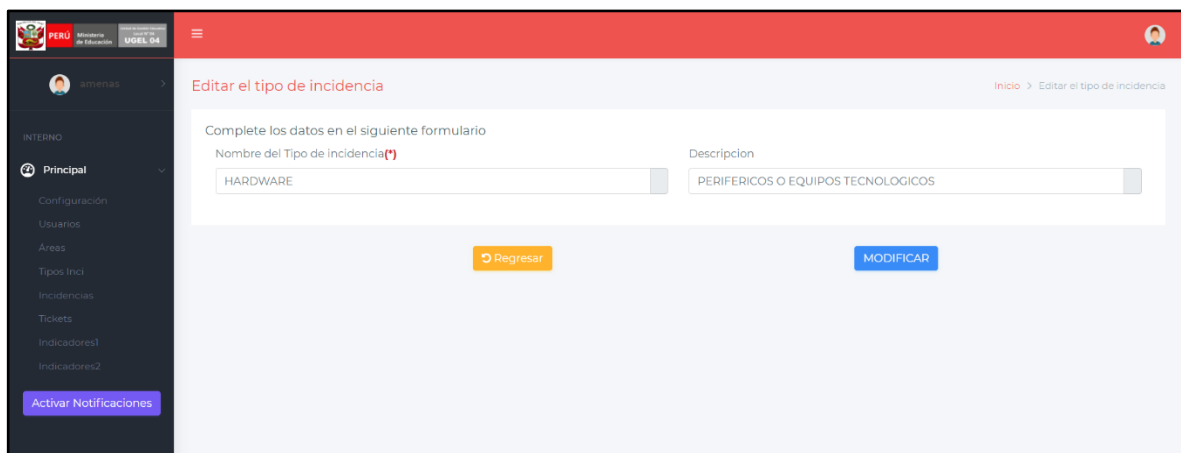 PERÚ
Ministerio
de Educación
UGEL 04
amenas
Editar el tipo de incidencia
Inicio > Editar el tipo de incidencia
INTERNO
Principal
Configuración
Usuarios
Areas
Tipos Inci
Incidencias
Tickets
Indicadores1
Indicadores2
Activar Notificaciones
Complete los datos en el siguiente formulario
Nombre del Tipo de incidencia(*)
Descripcion
HARDWARE
PERIFERICOS O EQUIPOS TECNOLOGICOS
Regresar
MODIFICAR